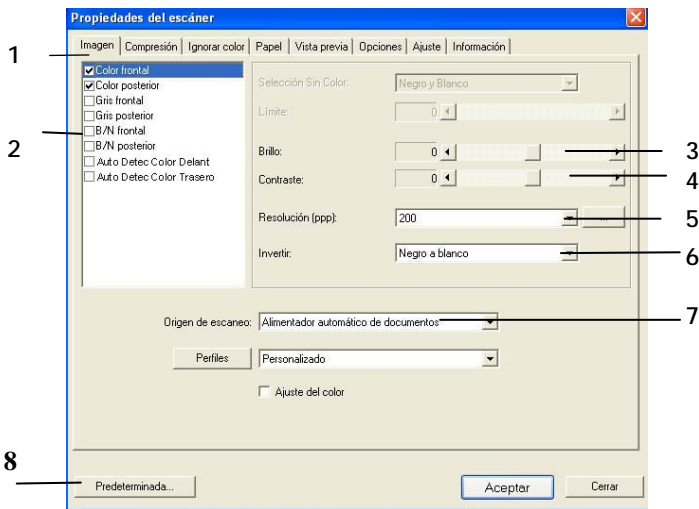 Propiedades del escáner
Imagen Compresión Ignorar color Papel Vista previa Opciones Ajuste Información
1
Color frontal
Color posterior
Gris frontal
Gris posterior
B/N frontal
B/N posterior
Auto Detec Color Delant
Auto Detec Color Trasero
2
Selección Sin Color: Negro y Blanco
Límite: 0
Brillo: 0
3
Contraste: 0
4
Resolución (ppp): 200 ...
5
Invertir: Negro a blanco
6
Origen de escaneo: Alimentador automático de documentos
7
Perfiles Personalizado
Ajuste del color
8
Predeterminada... Aceptar Cerrar